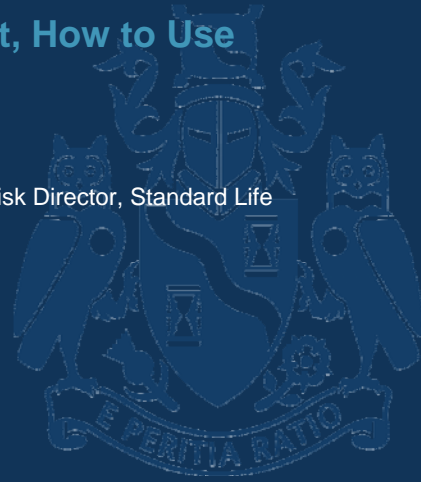 t, How to Use
isk Director, Standard Life
E PERITIA RATIO